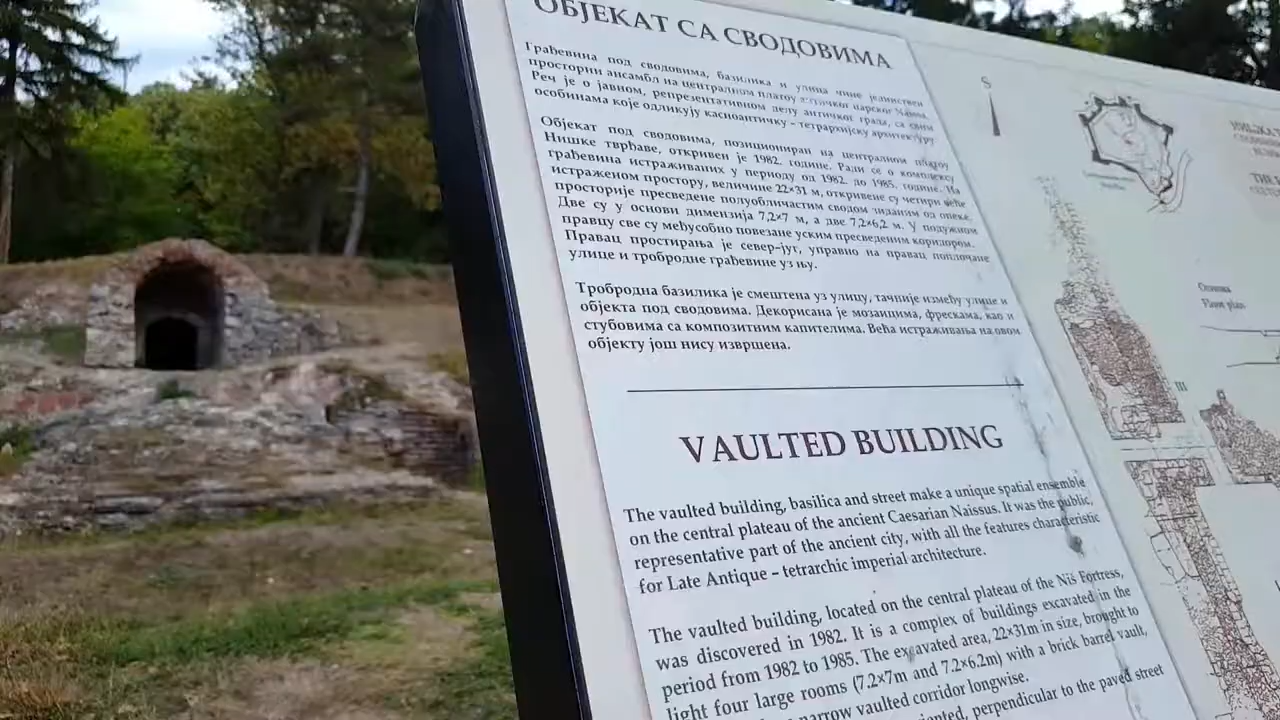 ОБЈЕКАТ СА СВОДОВИМА
Грађевина под сводовима, базилика и улица чине јединствен
просторни ансамбл на централном платоу античког царског Наиса.
Реч је о јавном, репрезентативном делу античког града, са свим
особинама које одликују касноантичку – тетрархијску архитектуру
Објекат под сводовима, позициониран на централном платоу
Нишке тврђаве, откривен је 1982. године. Ради се о комплексу
грађевина истраживаних у периоду од 1982. до 1985. године. На
истраженом простору, величине 22×31 м, откривене су четири веће
просторије пресведене полуобличастим сводом зиданим од опеке.
Две су у основи димензија 7,2×7 м, а две 7,2×6,2 м. У подужном
правцу све су међусобно повезане уским пресведеним коридором.
Правац простирања је север-југ, управно на правац поплочане
улице и тробродне грађевине уз њу.
Тробродна базилика је смештена уз улицу, тачније између улице и
објекта под сводовима. Декорисана је мозаицима, фрескама, као и
стубовима са композитним капителима. Већа истраживања на овом
објекту још нису извршена.
VAULTED BUILDING
The vaulted building, basilica and street make a unique spatial ensemble
on the central plateau of the ancient Caesarian Naissus. It was the public,
representative part of the ancient city, with all the features characteristic
for Late Antique – tetrarchic imperial architecture.
The vaulted building, located on the central plateau of the Niš Fortress,
was discovered in 1982. It is a complex of buildings excavated in the
period from 1982 to 1985. The excavated area, 22×31m in size, brought to
light four large rooms (7.2×7m and 7.2×6.2m) with a brick barrel vault,
narrow vaulted corridor longwise.
perpendicular to the paved street
S
Основа
Floor plan
III